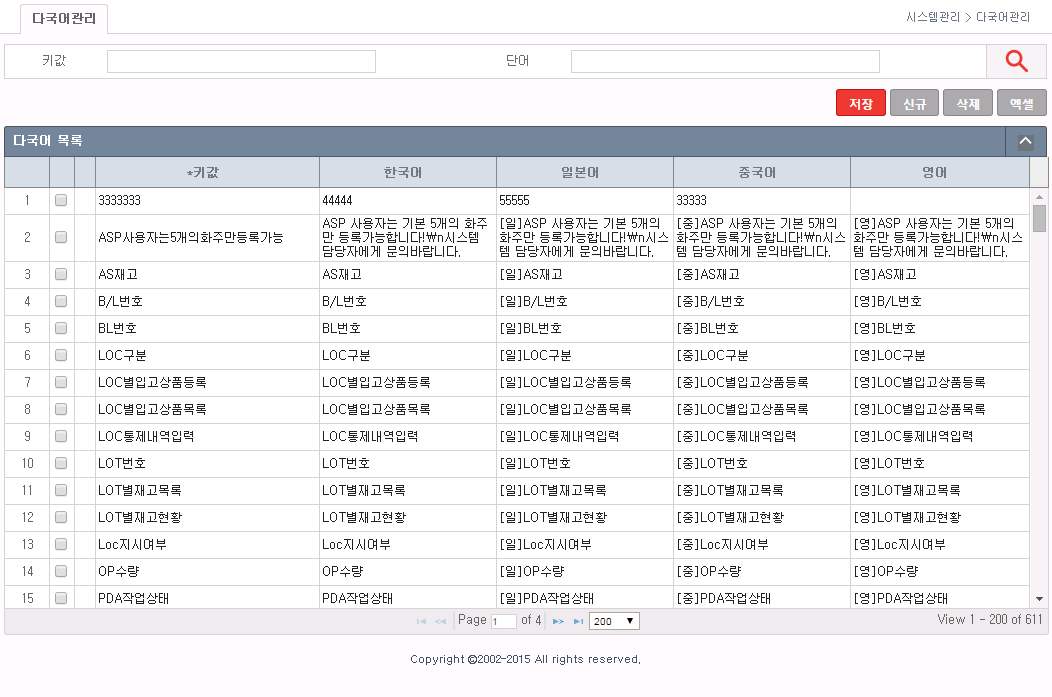 다국어관리
시스템관리 > 다국어관리
키값 단어
저장 신규 삭제 엑셀
다국어 목록
*키값 한국어 일본어 중국어 영어
1 3333333 44444 55555 33333
2 ASP사용자는5개의화주만등록가능 ASP 사용자는 기본 5개의 화주만 등록가능합니다!₩n시스템 담당자에게 문의바랍니다. [일]ASP 사용자는 기본 5개의 화주만 등록가능합니다!₩n시스템 담당자에게 문의바랍니다. [중]ASP 사용자는 기본 5개의 화주만 등록가능합니다!₩n시스템 담당자에게 문의바랍니다. [영]ASP 사용자는 기본 5개의 화주만 등록가능합니다!₩n시스템 담당자에게 문의바랍니다.
3 AS재고 AS재고 [일]AS재고 [중]AS재고 [영]AS재고
4 B/L번호 B/L번호 [일]B/L번호 [중]B/L번호 [영]B/L번호
5 BL번호 BL번호 [일]BL번호 [중]BL번호 [영]BL번호
6 LOC구분 LOC구분 [일]LOC구분 [중]LOC구분 [영]LOC구분
7 LOC별입고상품등록 LOC별입고상품등록 [일]LOC별입고상품등록 [중]LOC별입고상품등록 [영]LOC별입고상품등록
8 LOC별입고상품목록 LOC별입고상품목록 [일]LOC별입고상품목록 [중]LOC별입고상품목록 [영]LOC별입고상품목록
9 LOC통제내역입력 LOC통제내역입력 [일]LOC통제내역입력 [중]LOC통제내역입력 [영]LOC통제내역입력
10 LOT번호 LOT번호 [일]LOT번호 [중]LOT번호 [영]LOT번호
11 LOT별재고목록 LOT별재고목록 [일]LOT별재고목록 [중]LOT별재고목록 [영]LOT별재고목록
12 LOT별재고현황 LOT별재고현황 [일]LOT별재고현황 [중]LOT별재고현황 [영]LOT별재고현황
13 Loc지시여부 Loc지시여부 [일]Loc지시여부 [중]Loc지시여부 [영]Loc지시여부
14 OP수량 OP수량 [일]OP수량 [중]OP수량 [영]OP수량
15 PDA작업상태 PDA작업상태 [일]PDA작업상태 [중]PDA작업상태 [영]PDA작업상태
Page 1 of 4 200 View 1 - 200 of 611
Copyright ©2002-2015 All rights reserved.